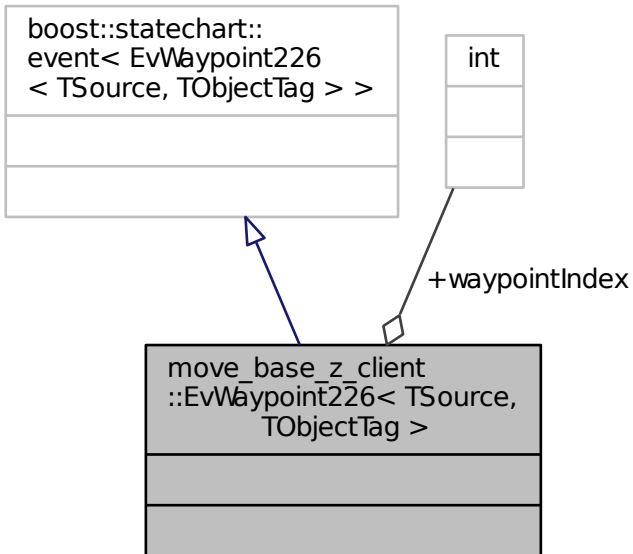 boost::statechart::
event< EvWaypoint226
< TSource, TObjectTag > >
int
+waypointIndex
move_base_z_client
::EvWaypoint226< TSource,
TObjectTag >